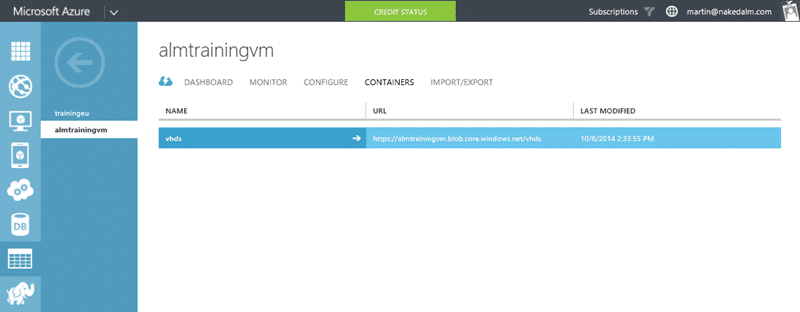 Microsoft Azure
CREDIT STATUS
Subscriptions
martin@nakedalm.com
almtrainingvm
DASHBOARD MONITOR CONFIGURE CONTAINERS IMPORT/EXPORT
trainingeu
almtrainingvm
NAME URL LAST MODIFIED
vhds https://almtrainingvm.blob.core.windows.net/vhds 10/6/2014 2:33:55 PM
DB